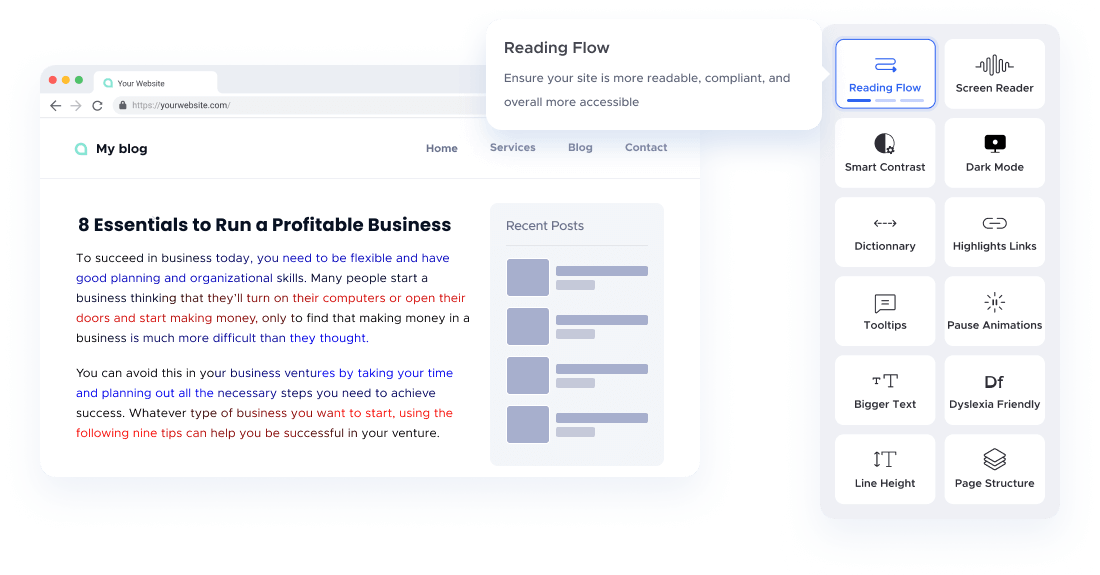 Your Website
https://yourwebsite.com/
My blog
Home
Services
Blog
Contact
8 Essentials to Run a Profitable Business
To succeed in business today, you need to be flexible and have
good planning and organizational skills. Many people start a
business thinking that they'll turn on their computers or open their
doors and start making money, only to find that making money in a
business is much more difficult than they thought.
You can avoid this in your business ventures by taking your time
and planning out all the necessary steps you need to achieve
success. Whatever type of business you want to start, using the
following nine tips can help you be successful in your venture.
Recent Posts
Reading Flow
Ensure your site is more readable, compliant, and
overall more accessible
Reading Flow
Screen Reader
Smart Contrast
Dark Mode
Dictionnary
Highlights Links
Tooltips
Pause Animations
Bigger Text
Df
Dyslexia Friendly
Line Height
Page Structure